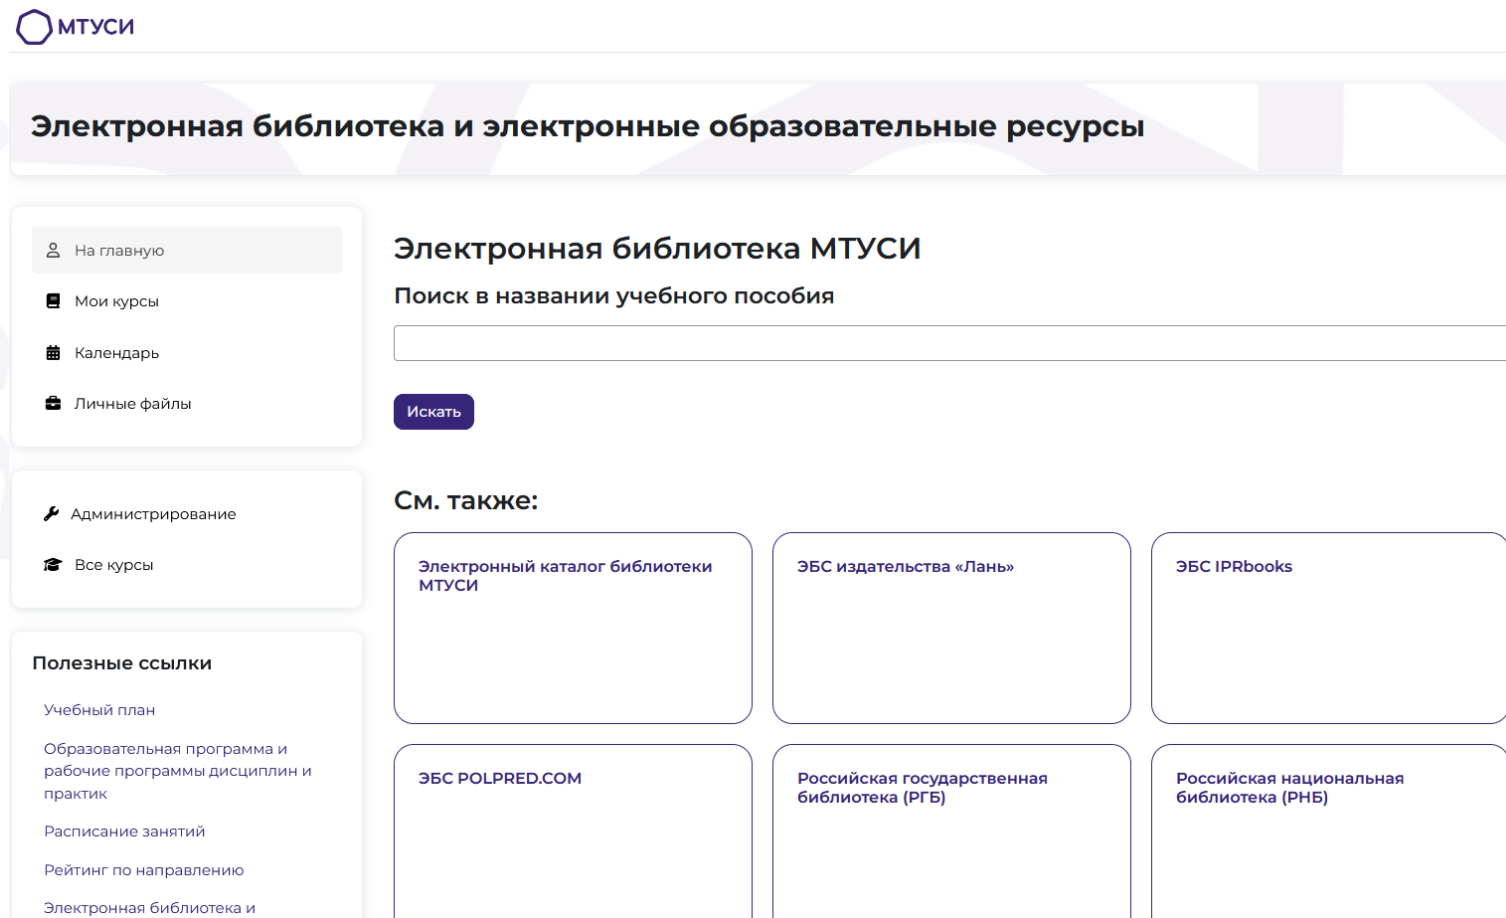 МТУСИ
Электронная библиотека и электронные образовательные ресурсы
На главную
Мои курсы
Календарь
Личные файлы
Администрирование
Все курсы
Полезные ссылки
Учебный план
Образовательная программа и
рабочие программы дисциплин и
практик
Расписание занятий
Рейтинг по направлению
Электронная библиотека и
Электронная библиотека МТУСИ
Поиск в названии учебного пособия
Искать
См. также:
Электронный каталог библиотеки
МТУСИ
ЭБС издательства «Лань»
ЭБС IPRbooks
ЭБС POLPRED.COM
Российская государственная
библиотека (РГБ)
Российская национальная
библиотека (РНБ)